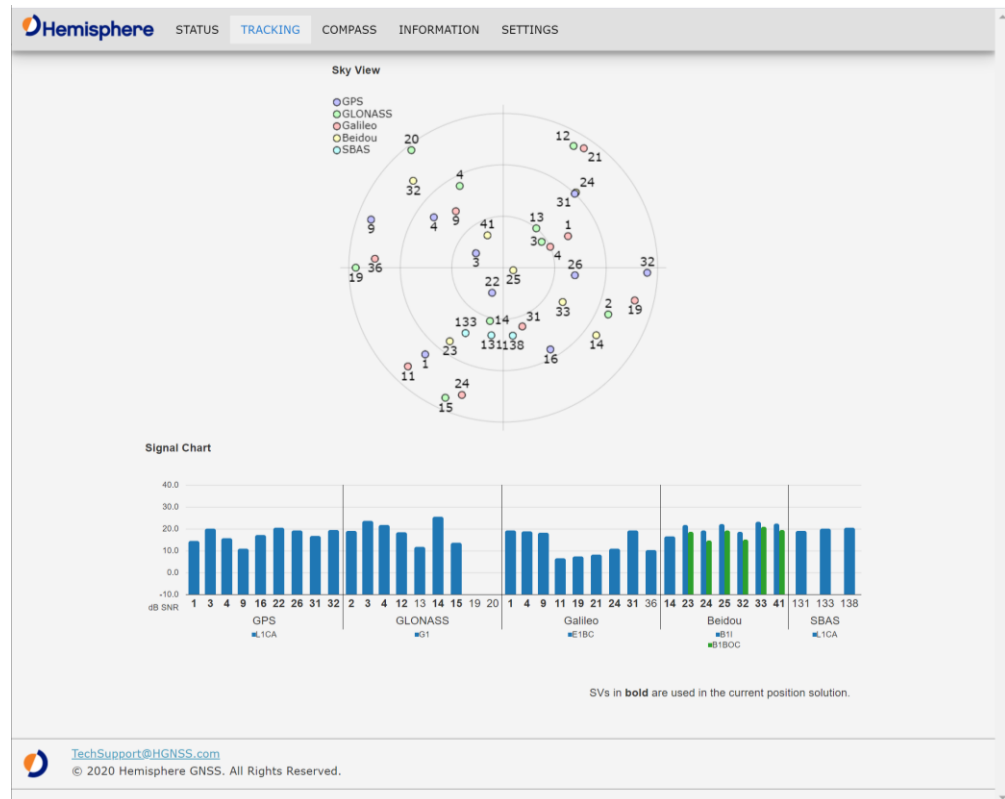 Hemisphere STATUS TRACKING COMPASS INFORMATION SETTINGS
Sky View
GPS
GLONASS
Galileo
Beidou
SBAS
20
12
21
32
4
24
31
9
4
9
41
13
1
3
4
19
36
3
25
26
32
22
33
2
19
133
14
31
131
138
23
16
14
11
1
24
15
Signal Chart
40.0
30.0
20.0
10.0
0.0
-10.0
dB SNR
1 3 4 9 16 22 26 31 32 2 3 4 12 13 14 15 19 20 1 4 9 11 19 21 24 31 36 14 23 24 25 32 33 41 131 133 138
GPS GLONASS Galileo Beidou SBAS
L1CA G1 E1BC B1I L1CA
B1BOC
SVs in bold are used in the current position solution.
TechSupport@HGNSS.com
© 2020 Hemisphere GNSS. All Rights Reserved.